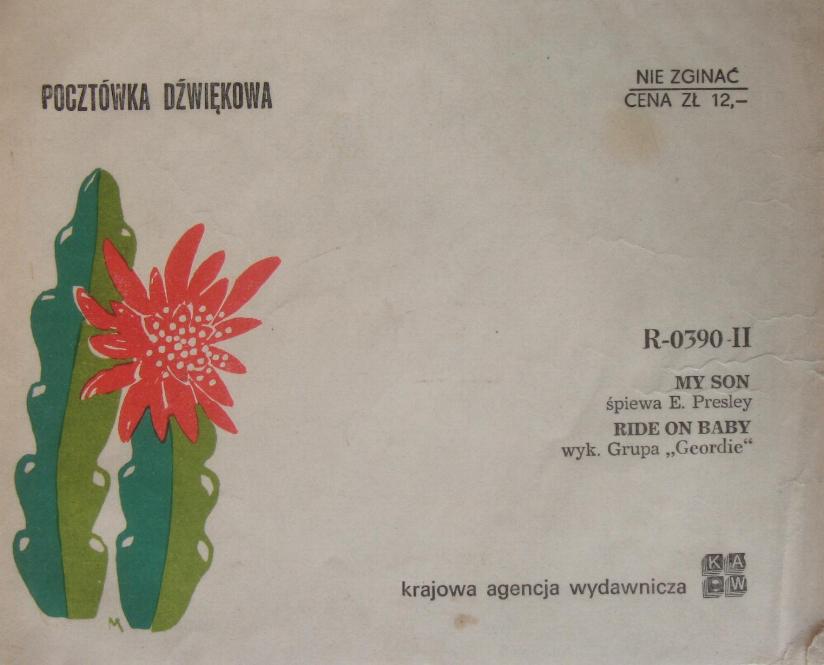 POCZTÓWKA DŹWIĘKOWA
NIE ZGINAĆ
CENA ZŁ 12,–
R-0390-II
MY SON
śpiewa E. Presley
RIDE ON BABY
wyk. Grupa „Geordie“
krajowa agencja wydawnicza
KAW
M